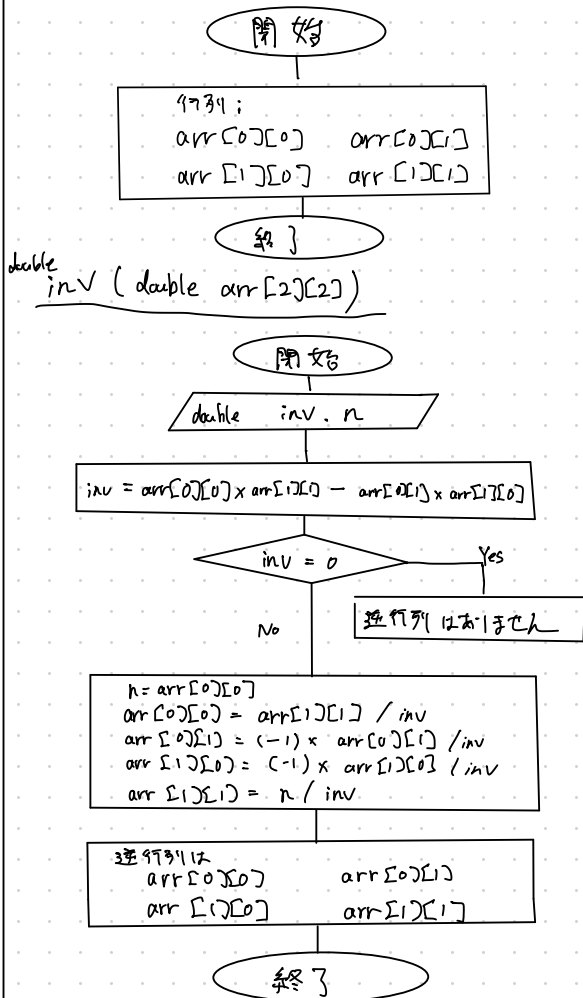 開始
行列;
arr[0][0] arr[0][1]
arr[1][0] arr[1][1]
終了
double
inv (double arr[2][2])
開始
double inv. n
inv = arr[0][0] x arr[1][1] - arr[0][1] x arr[1][0]
inv = 0
Yes
逆行列はありません
No
n = arr[0][0]
arr[0][0] = arr[1][1] / inv
arr[0][1] = (-1) x arr[0][1] / inv
arr[1][0] = (-1) x arr[1][0] / inv
arr[1][1] = n / inv
逆行列は
arr[0][0] arr[0][1]
arr[1][0] arr[1][1]
終了